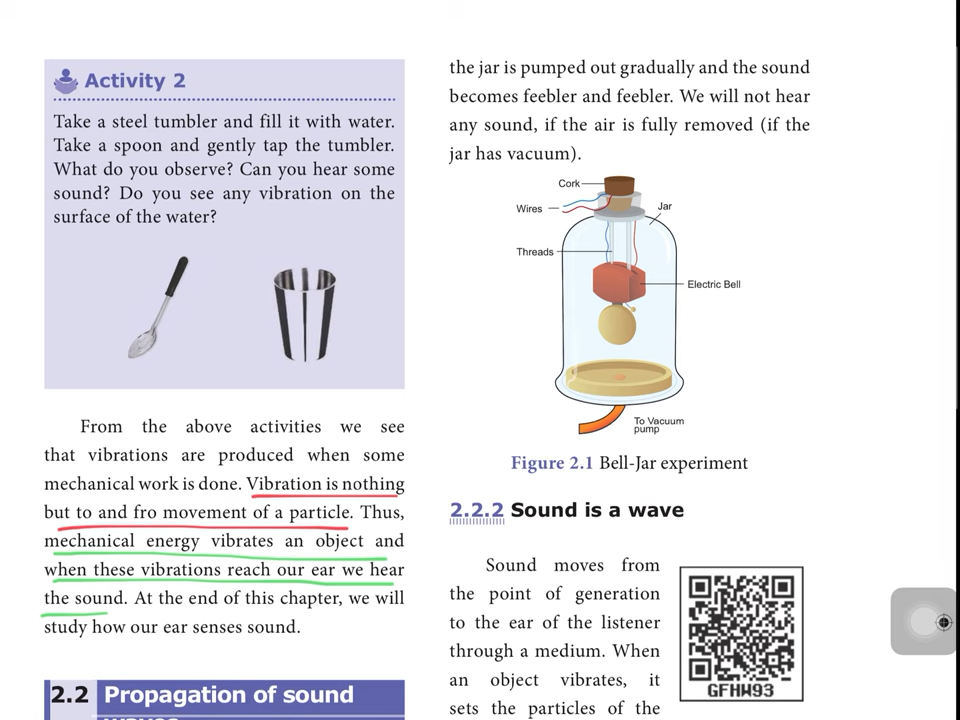 Activity 2
Take a steel tumbler and fill it with water.
Take a spoon and gently tap the tumbler.
What do you observe? Can you hear some
sound? Do you see any vibration on the
surface of the water?
From the above activities we see
that vibrations are produced when some
mechanical work is done. Vibration is nothing
but to and fro movement of a particle. Thus,
mechanical energy vibrates an object and
when these vibrations reach our ear we hear
the sound. At the end of this chapter, we will
study how our ear senses sound.
2.2 Propagation of sound
waves
the jar is pumped out gradually and the sound
becomes feebler and feebler. We will not hear
any sound, if the air is fully removed (if the
jar has vacuum).
Cork
Wires
Jar
Threads
Electric Bell
To Vacuum
pump
Figure 2.1 Bell-Jar experiment
2.2.2 Sound is a wave
Sound moves from
the point of generation
to the ear of the listener
through a medium. When
an object vibrates, it
sets the particles of the
GFHW93